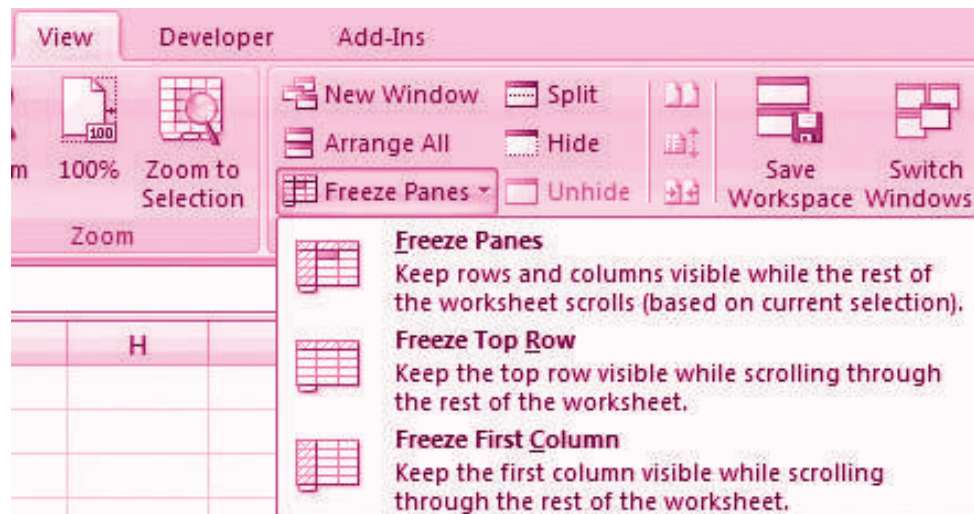 View Developer Add-Ins
New Window Split
Arrange All Hide
100% Zoom to Selection
Freeze Panes Unhide
Save Workspace Switch Windows
Zoom
Freeze Panes
Keep rows and columns visible while the rest of
the worksheet scrolls (based on current selection).
H
Freeze Top Row
Keep the top row visible while scrolling through
the rest of the worksheet.
Freeze First Column
Keep the first column visible while scrolling
through the rest of the worksheet.